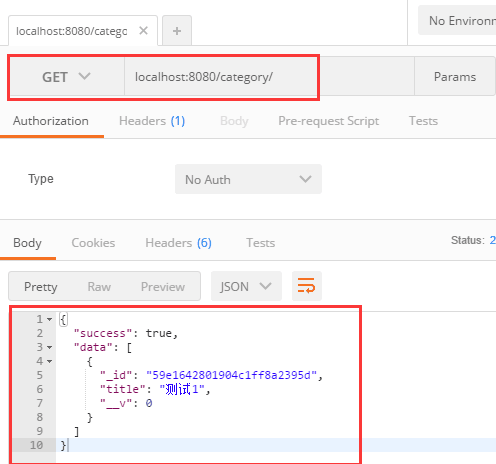 No Environm
localhost:8080/catego
GET localhost:8080/category/ Params
Authorization Headers (1) Body Pre-request Script Tests
Type No Auth
Body Cookies Headers (6) Tests Status: 2
Pretty Raw Preview JSON
1 {
2 "success": true,
3 "data": [
4 {
5 "_id": "59e1642801904c1ff8a2395d",
6 "title": "测试1",
7 "__v": 0
8 }
9 ]
10 }